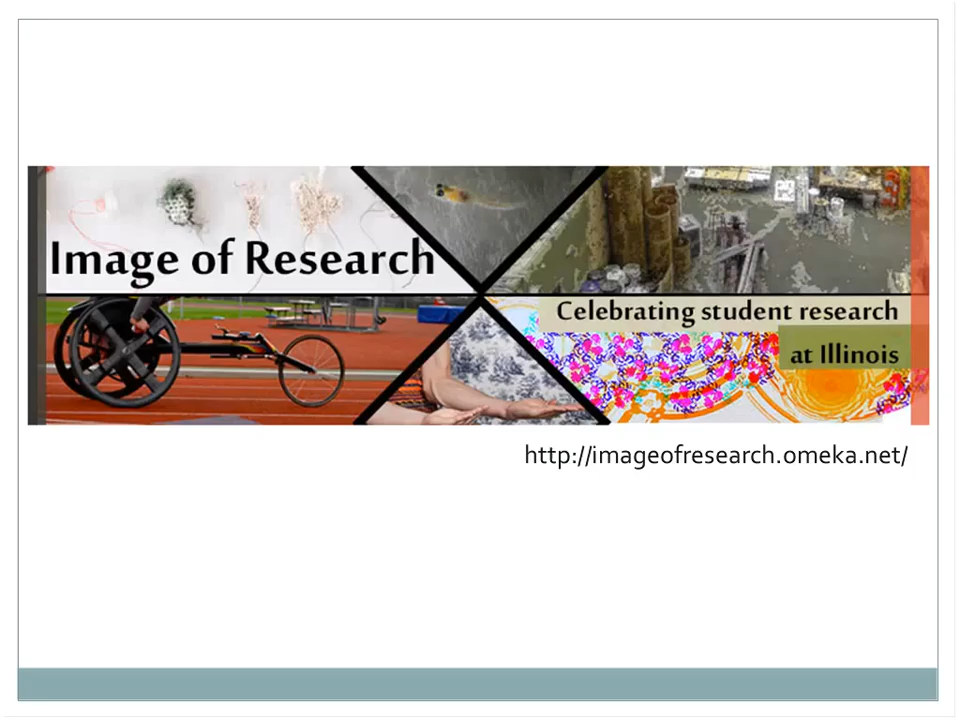 Image of Research
Celebrating student research
at Illinois
http://imageofresearch.omeka.net/